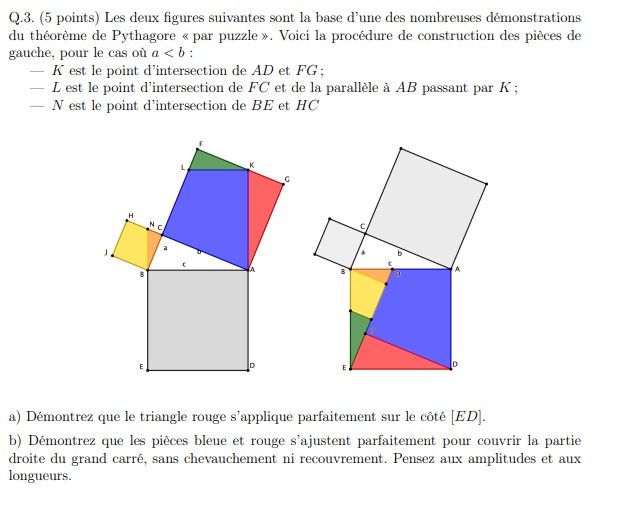 Q.3. (5 points) Les deux figures suivantes sont la base d'une des nombreuses démonstrations
du théorème de Pythagore « par puzzle ». Voici la procédure de construction des pièces de
gauche, pour le cas où a < b :
— K est le point d'intersection de AD et FG ;
— L est le point d'intersection de FC et de la parallèle à AB passant par K ;
— N est le point d'intersection de BE et HC
F
L K
G
H
N C
a
J
b
c
B A
E D
C
a b
c
B A
E D
a) Démontrez que le triangle rouge s'applique parfaitement sur le côté [ED].
b) Démontrez que les pièces bleue et rouge s'ajustent parfaitement pour couvrir la partie
droite du grand carré, sans chevauchement ni recouvrement. Pensez aux amplitudes et aux
longueurs.